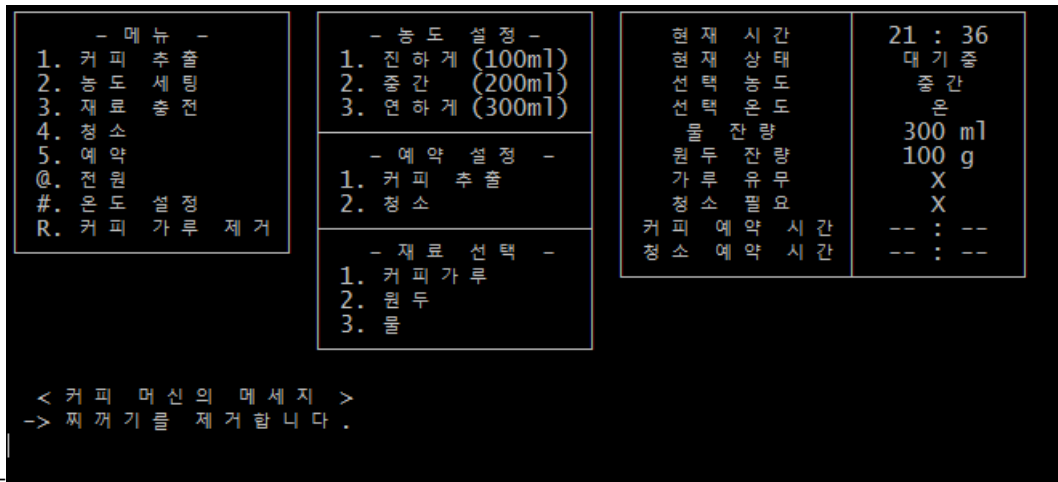 - 메뉴 -
1. 커피 추출
2. 농도 세팅
3. 재료 충전
4. 청소
5. 예약
@. 전원
#. 온도 설정
R. 커피 가루 제거
- 농도 설정-
1. 진하게(100ml)
2. 중간 (200ml)
3. 연하게(300ml)
- 예약 설정 -
1. 커피 추출
2. 청소
- 재료 선택 -
1. 커피가루
2. 원두
3. 물
현재 시간 21 : 36
현재 상태 대기중
선택 농도 중간
선택 온도 온
물 잔량 300 ml
원두 잔량 100 g
가루 유무 X
청소 필요 X
커피 예약 시간 -- : --
청소 예약 시간 -- : --
< 커피 머신의 메세지 >
-> 찌꺼기를 제거합니다.